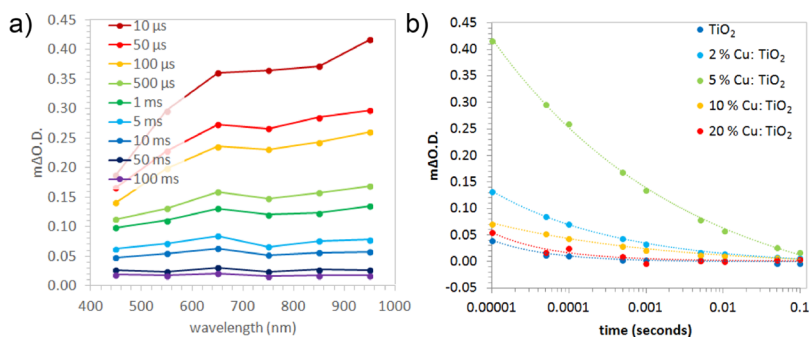 a)
mΔO.D.
0.45
0.40
0.35
0.30
0.25
0.20
0.15
0.10
0.05
0.00
10 µs
50 µs
100 µs
500 µs
1 ms
5 ms
10 ms
50 ms
100 ms
400 500 600 700 800 900 1000
wavelength (nm)
b)
mΔO.D.
0.45
0.40
0.35
0.30
0.25
0.20
0.15
0.10
0.05
0.00
-0.05
TiO₂
2 % Cu: TiO₂
5 % Cu: TiO₂
10 % Cu: TiO₂
20 % Cu: TiO₂
0.00001 0.0001 0.001 0.01 0.1
time (seconds)